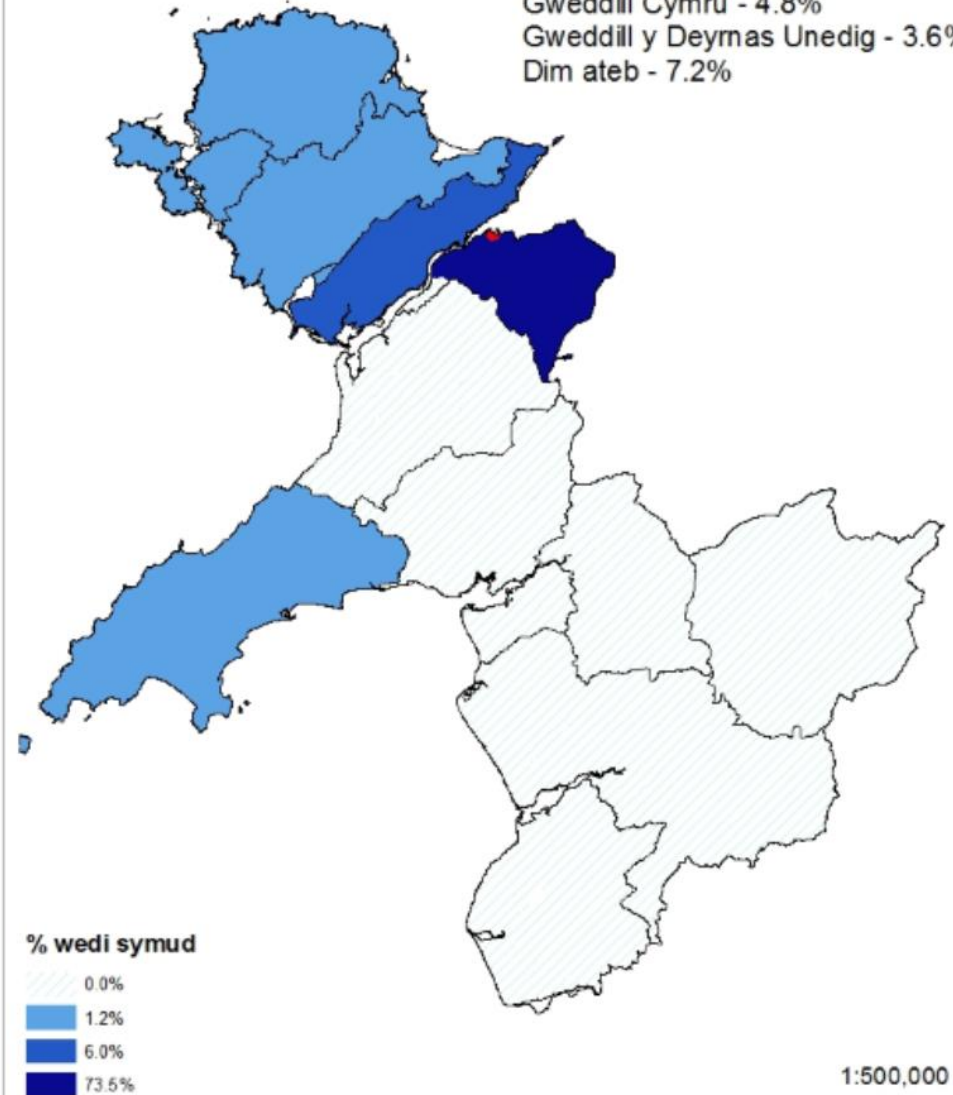 Gweddill Cymru - 4.8%
Gweddill y Deyrnas Unedig - 3.6%
Dim ateb - 7.2%
% wedi symud
0.0%
1.2%
6.0%
73.5%
1:500,000